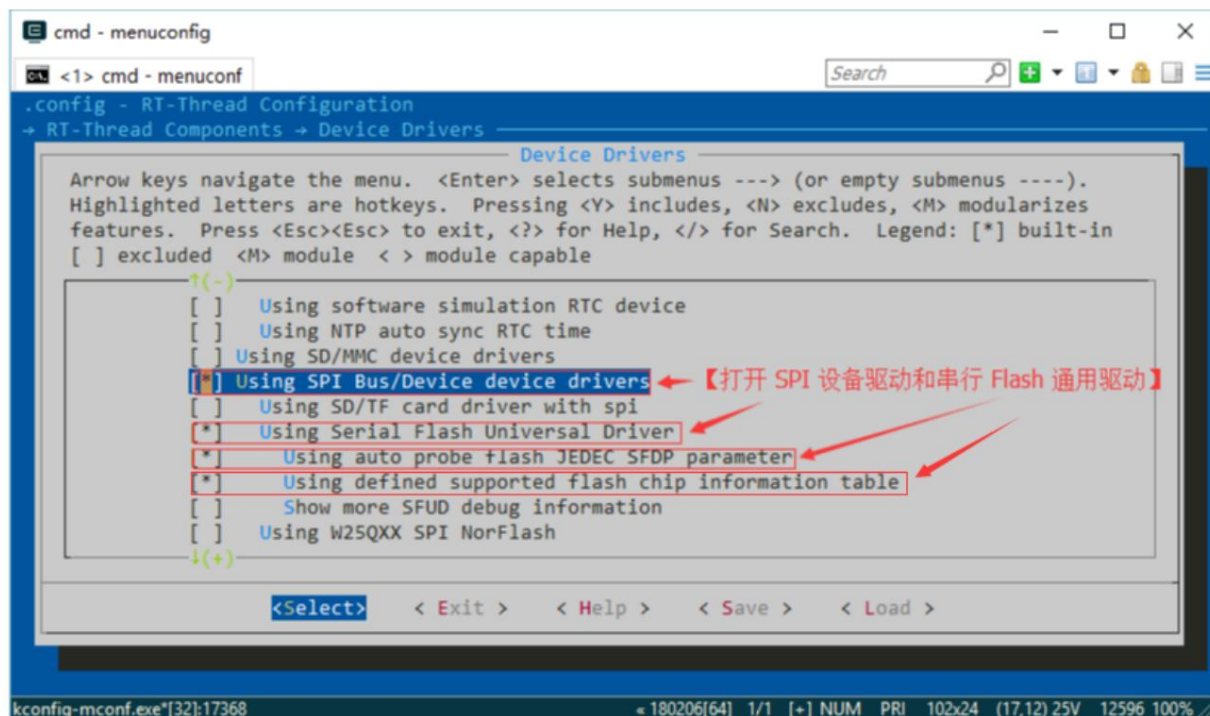 cmd - menuconfig
<1> cmd - menuconf
Search
.config - RT-Thread Configuration
→ RT-Thread Components → Device Drivers
Device Drivers
Arrow keys navigate the menu. <Enter> selects submenus ---> (or empty submenus ----).
Highlighted letters are hotkeys. Pressing <Y> includes, <N> excludes, <M> modularizes
features. Press <Esc><Esc> to exit, <?> for Help, </> for Search. Legend: [*] built-in
[ ] excluded <M> module < > module capable
↑(-)
[ ] Using software simulation RTC device
[ ] Using NTP auto sync RTC time
[ ] Using SD/MMC device drivers
[*] Using SPI Bus/Device device drivers 【打开 SPI 设备驱动和串行 Flash 通用驱动】
[ ] Using SD/TF card driver with spi
[*] Using Serial Flash Universal Driver
[*] Using auto probe flash JEDEC SFDP parameter
[*] Using defined supported flash chip information table
[ ] Show more SFUD debug information
[ ] Using W25QXX SPI NorFlash
↓(+)
<Select> < Exit > < Help > < Save > < Load >
kconfig-mconf.exe*[32]:17368 « 180206[64] 1/1 [+] NUM PRI 102x24 (17,12) 25V 12596 100%